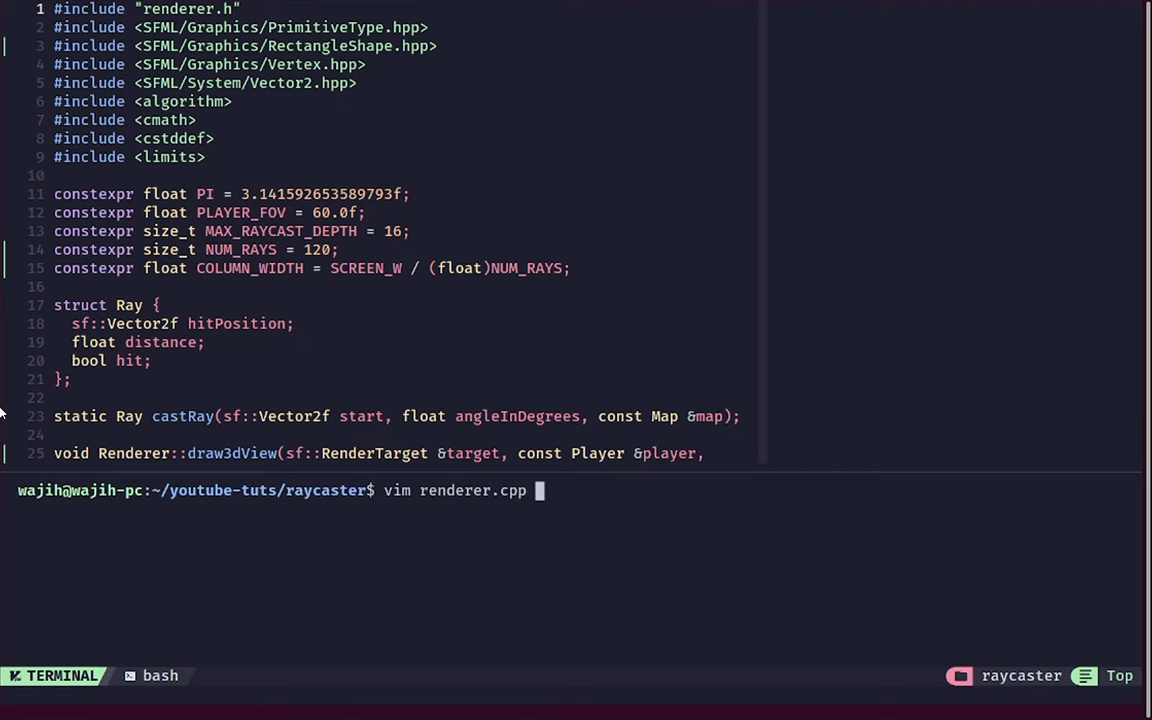 1 #include "renderer.h"
2 #include <SFML/Graphics/PrimitiveType.hpp>
3 #include <SFML/Graphics/RectangleShape.hpp>
4 #include <SFML/Graphics/Vertex.hpp>
5 #include <SFML/System/Vector2.hpp>
6 #include <algorithm>
7 #include <cmath>
8 #include <cstddef>
9 #include <limits>
10
11 constexpr float PI = 3.141592653589793f;
12 constexpr float PLAYER_FOV = 60.0f;
13 constexpr size_t MAX_RAYCAST_DEPTH = 16;
14 constexpr size_t NUM_RAYS = 120;
15 constexpr float COLUMN_WIDTH = SCREEN_W / (float)NUM_RAYS;
16
17 struct Ray {
18   sf::Vector2f hitPosition;
19   float distance;
20   bool hit;
21 };
22
23 static Ray castRay(sf::Vector2f start, float angleInDegrees, const Map &map);
24
25 void Renderer::draw3dView(sf::RenderTarget &target, const Player &player,
wajih@wajih-pc:~/youtube-tuts/raycaster$ vim renderer.cpp
TERMINAL bash raycaster Top